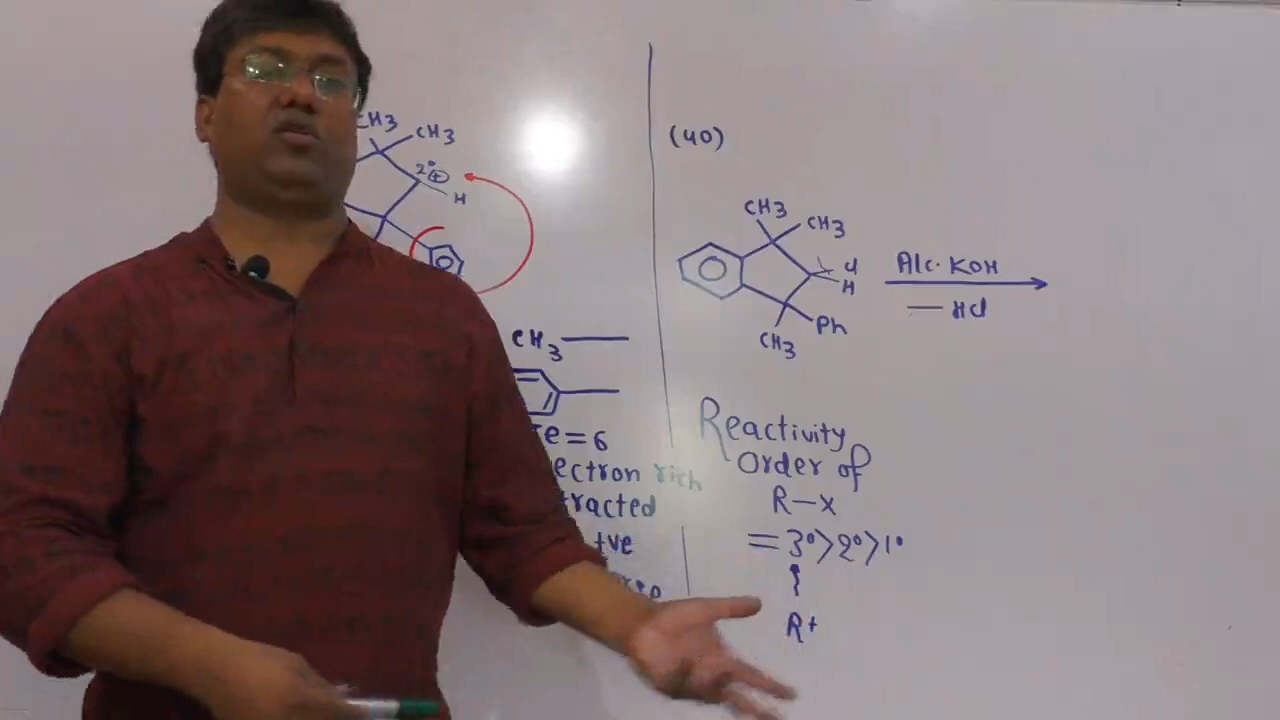 CH3 CH3
2° ⊕
H
CH3
=6
ectron rich
tracted
+ve
(40)
CH3 CH3
H
Ph
CH3
Alc. KOH
— HCl
Reactivity
Order of
R—X
= 3°>2°>1°
R+